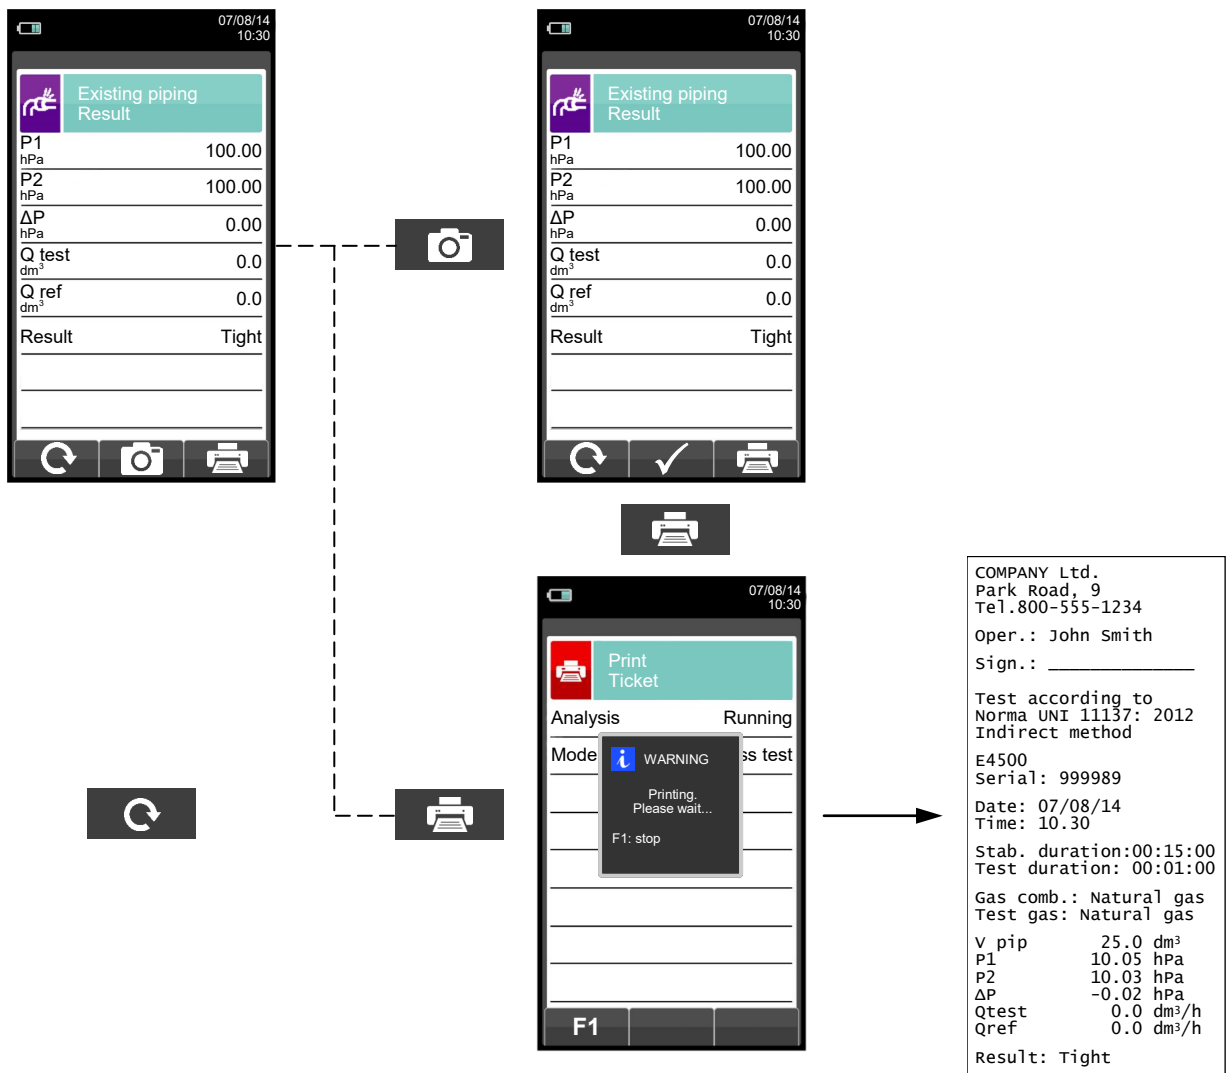 07/08/14
10:30
Existing piping
Result
P1
hPa
100.00
P2
hPa
100.00
ΔP
hPa
0.00
Q test
dm³
0.0
Q ref
dm³
0.0
Result Tight
07/08/14
10:30
Existing piping
Result
P1
hPa
100.00
P2
hPa
100.00
ΔP
hPa
0.00
Q test
dm³
0.0
Q ref
dm³
0.0
Result Tight
07/08/14
10:30
Print
Ticket
Analysis Running
Mode ss test
i WARNING
Printing.
Please wait...
F1: stop
F1
COMPANY Ltd.
Park Road, 9
Tel.800-555-1234
Oper.: John Smith
Sign.: ______________
Test according to
Norma UNI 11137: 2012
Indirect method
E4500
Serial: 999989
Date: 07/08/14
Time: 10.30
Stab. duration:00:15:00
Test duration: 00:01:00
Gas comb.: Natural gas
Test gas: Natural gas
V pip 25.0 dm³
P1 10.05 hPa
P2 10.03 hPa
ΔP -0.02 hPa
Qtest 0.0 dm³/h
Qref 0.0 dm³/h
Result: Tight